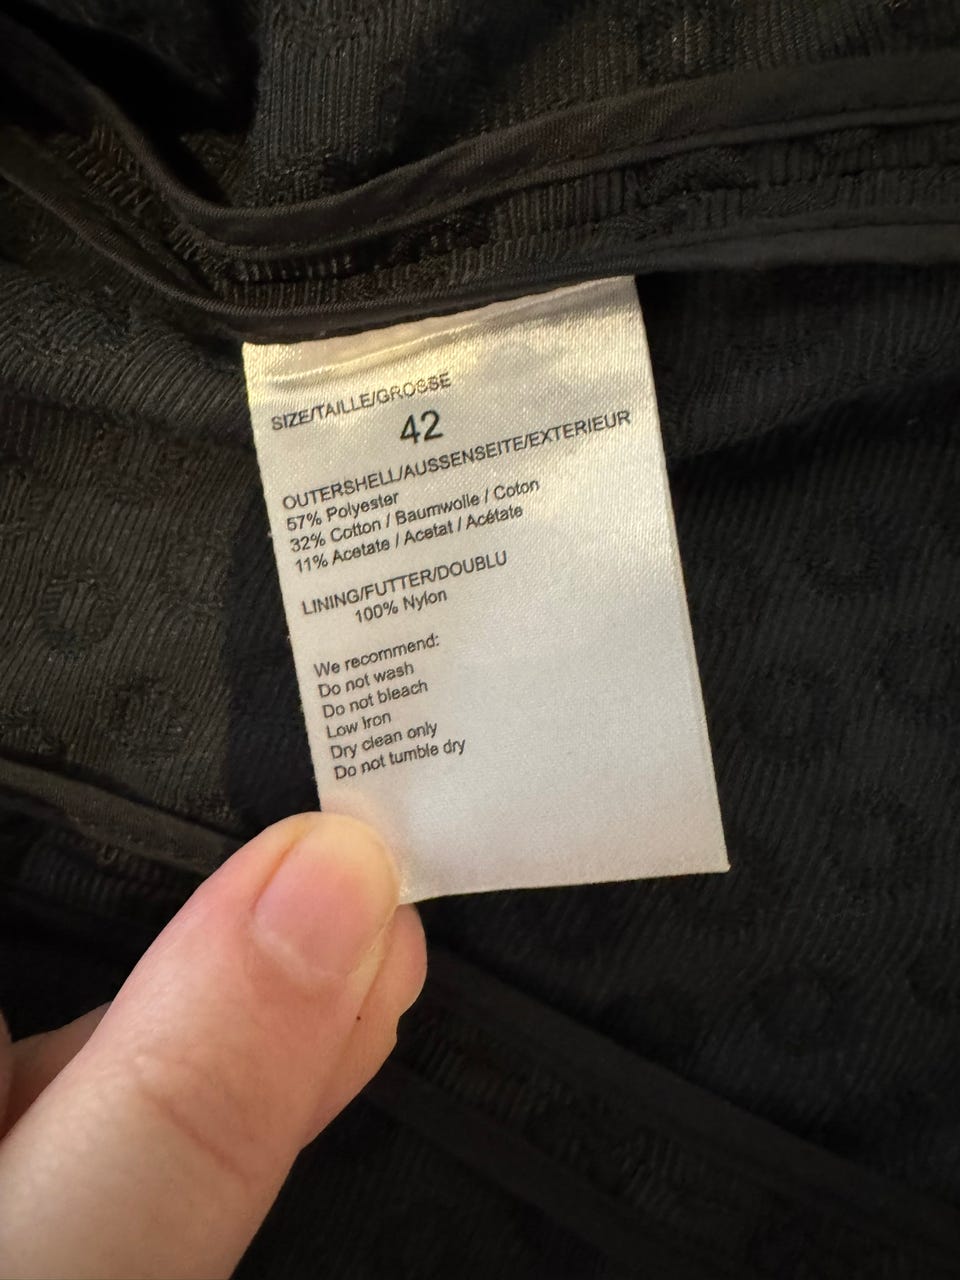 SIZE/TAILLE/GROSSE
42
OUTERSHELL/AUSSENSEITE/EXTERIEUR
57% Polyester
32% Cotton / Baumwolle / Coton
11% Acetate / Acetat / Acétate
LINING/FUTTER/DOUBLU
100% Nylon
We recommend:
Do not wash
Do not bleach
Low Iron
Dry clean only
Do not tumble dry